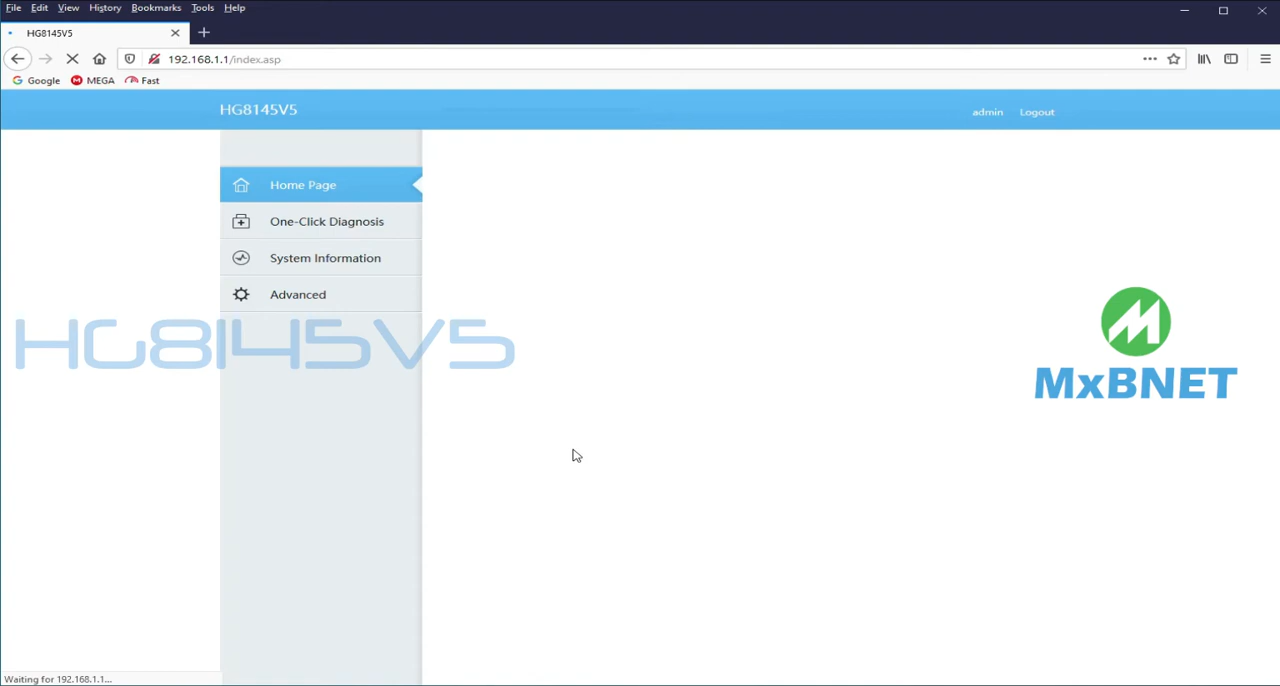 File Edit View History Bookmarks Tools Help
HG8145V5
192.168.1.1/index.asp
Google MEGA Fast
HG8145V5
admin Logout
Home Page
One-Click Diagnosis
System Information
Advanced
HG8145V5
MxBNET
Waiting for 192.168.1.1...